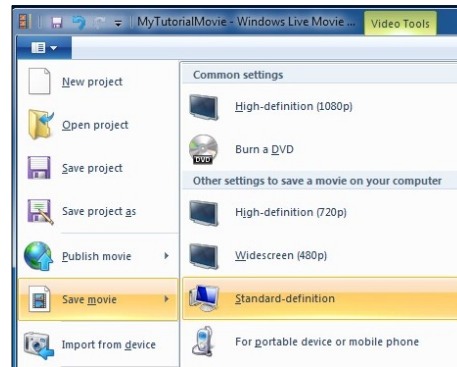 MyTutorialMovie - Windows Live Movie ...
Video Tools
New project
Open project
Save project
Save project as
Publish movie
Save movie
Import from device
Common settings
High-definition (1080p)
Burn a DVD
DVD
Other settings to save a movie on your computer
High-definition (720p)
Widescreen (480p)
Standard-definition
For portable device or mobile phone